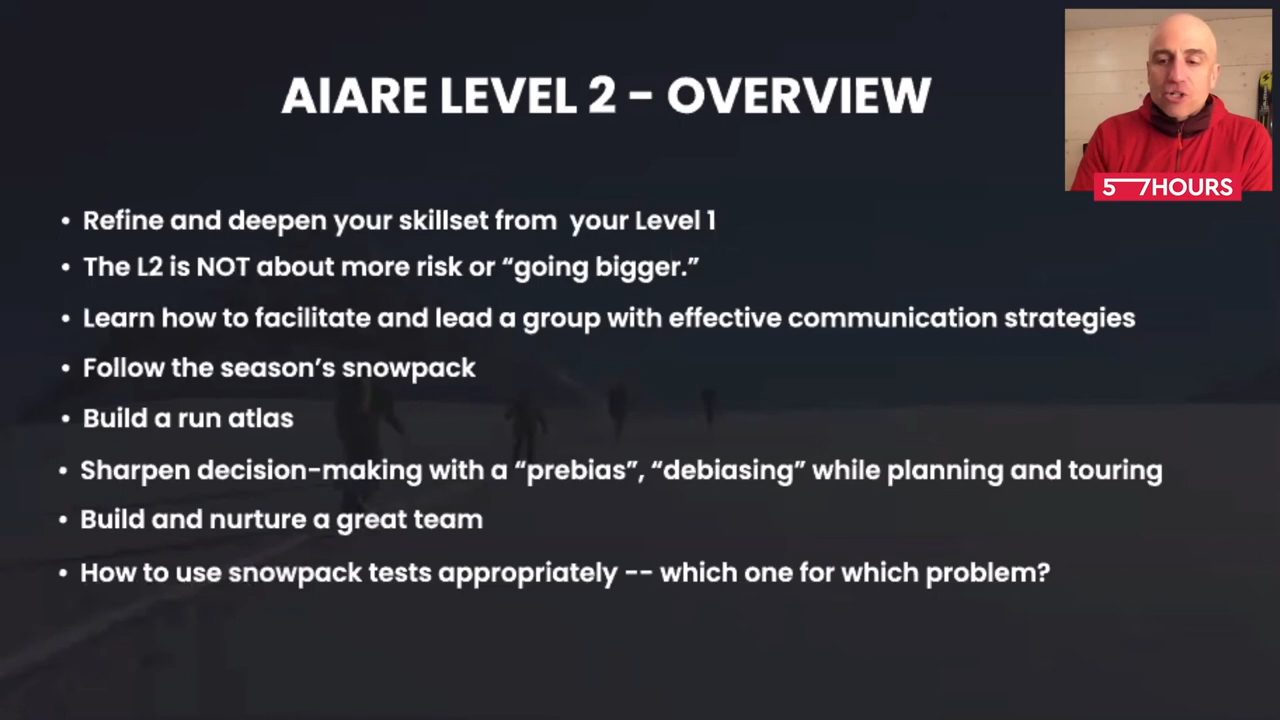 AIARE LEVEL 2 - OVERVIEW
57HOURS
• Refine and deepen your skillset from  your Level 1
• The L2 is NOT about more risk or “going bigger.”
• Learn how to facilitate and lead a group with effective communication strategies
• Follow the season’s snowpack
• Build a run atlas
• Sharpen decision-making with a “prebias”, “debiasing” while planning and touring
• Build and nurture a great team
• How to use snowpack tests appropriately -- which one for which problem?